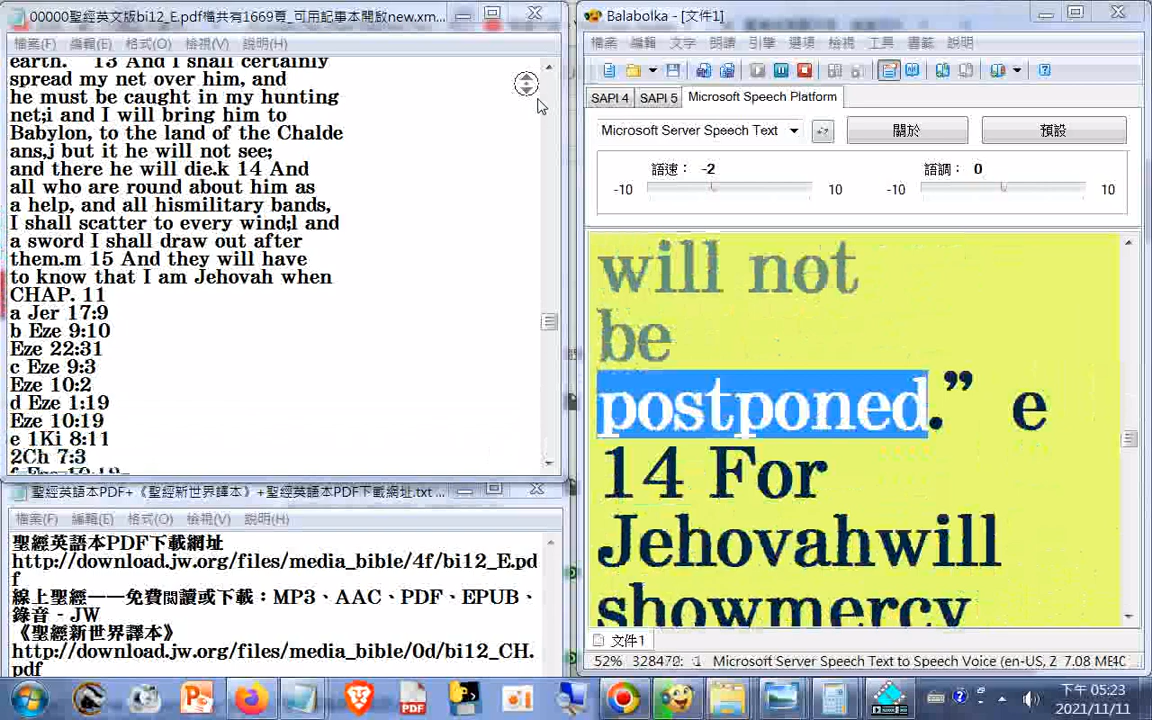 00000聖經英文版bi12_E.pdf檔共有1669頁_可用記事本開啟new.xm...
檔案(F) 編輯(E) 格式(O) 檢視(V) 說明(H)
earth. 13 And I shall certainly
spread my net over him, and
he must be caught in my hunting
net;i and I will bring him to
Babylon, to the land of the Chalde
ans,j but it he will not see;
and there he will die.k 14 And
all who are round about him as
a help, and all hismilitary bands,
I shall scatter to every wind;l and
a sword I shall draw out after
them.m 15 And they will have
to know that I am Jehovah when
CHAP. 11
a Jer 17:9
b Eze 9:10
Eze 22:31
c Eze 9:3
Eze 10:2
d Eze 1:19
Eze 10:19
e 1Ki 8:11
2Ch 7:3
聖經英語本PDF+《聖經新世界譯本》+聖經英語本PDF下載網址.txt ...
檔案(F) 編輯(E) 格式(O) 檢視(V) 說明(H)
聖經英語本PDF下載網址
http://download.jw.org/files/media_bible/4f/bi12_E.pd
f
線上聖經——免費閱讀或下載：MP3、AAC、PDF、EPUB、
錄音 - JW
《聖經新世界譯本》
http://download.jw.org/files/media_bible/0d/bi12_CH.
pdf
Balabolka - [文件1]
檔案 編輯 文字 朗讀 引擎 選項 檢視 工具 書籤 說明
SAPI 4 SAPI 5 Microsoft Speech Platform
Microsoft Server Speech Text 關於 預設
語速： -2 語調： 0
-10 10 -10 10
will not
be
postponed.” e
14 For
Jehovahwill
showmercy
文件1
52% 328472: 1 Microsoft Server Speech Text to Speech Voice (en-US, Z 7.08 ME
PDF
下午 05:23
2021/11/11